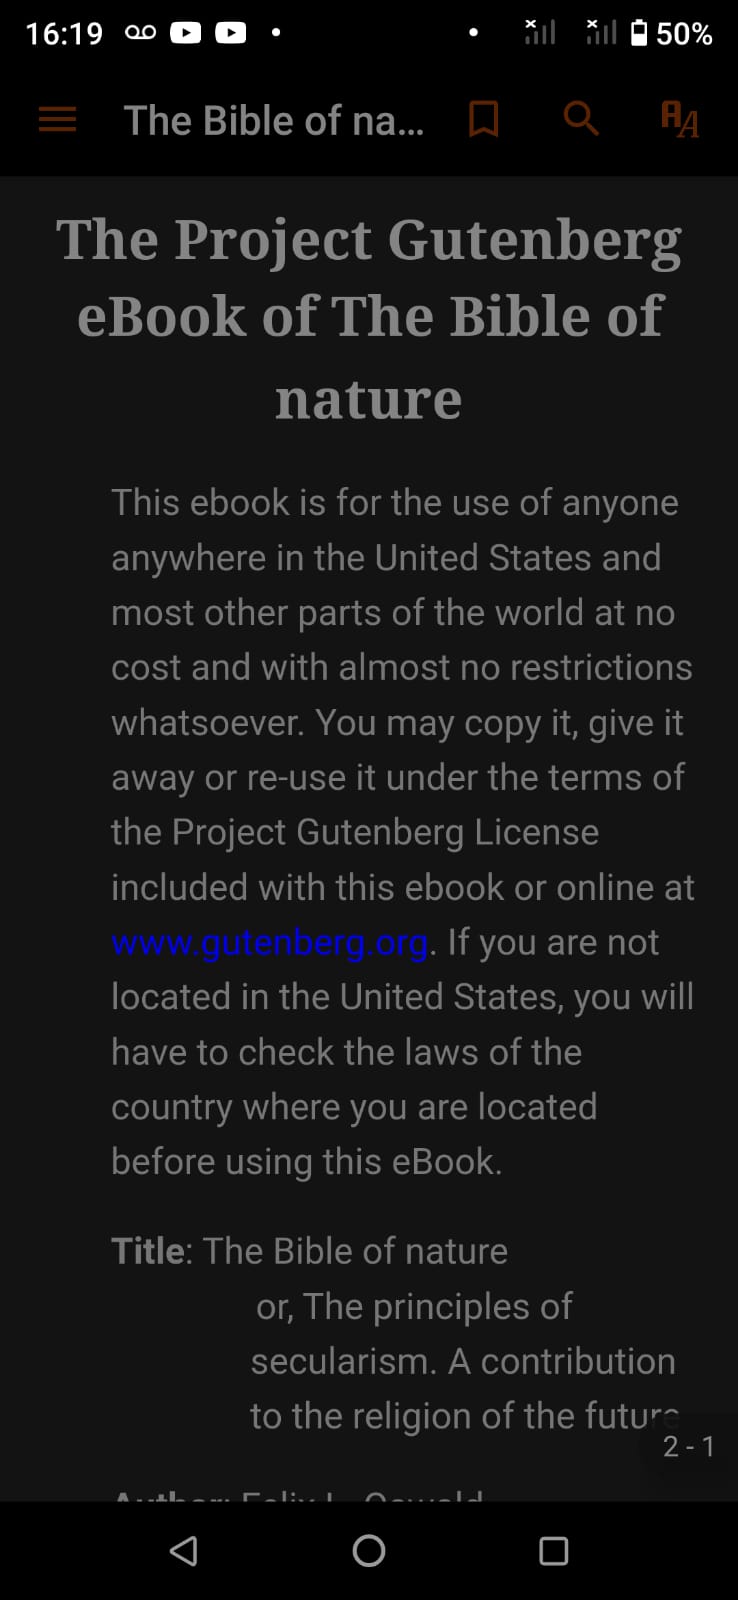 16:19
50%
The Bible of na...
The Project Gutenberg
eBook of The Bible of
nature
This ebook is for the use of anyone
anywhere in the United States and
most other parts of the world at no
cost and with almost no restrictions
whatsoever. You may copy it, give it
away or re-use it under the terms of
the Project Gutenberg License
included with this ebook or online at
www.gutenberg.org. If you are not
located in the United States, you will
have to check the laws of the
country where you are located
before using this eBook.
Title: The Bible of nature
or, The principles of
secularism. A contribution
to the religion of the future
2 - 1
Author: Felix L. Oswald